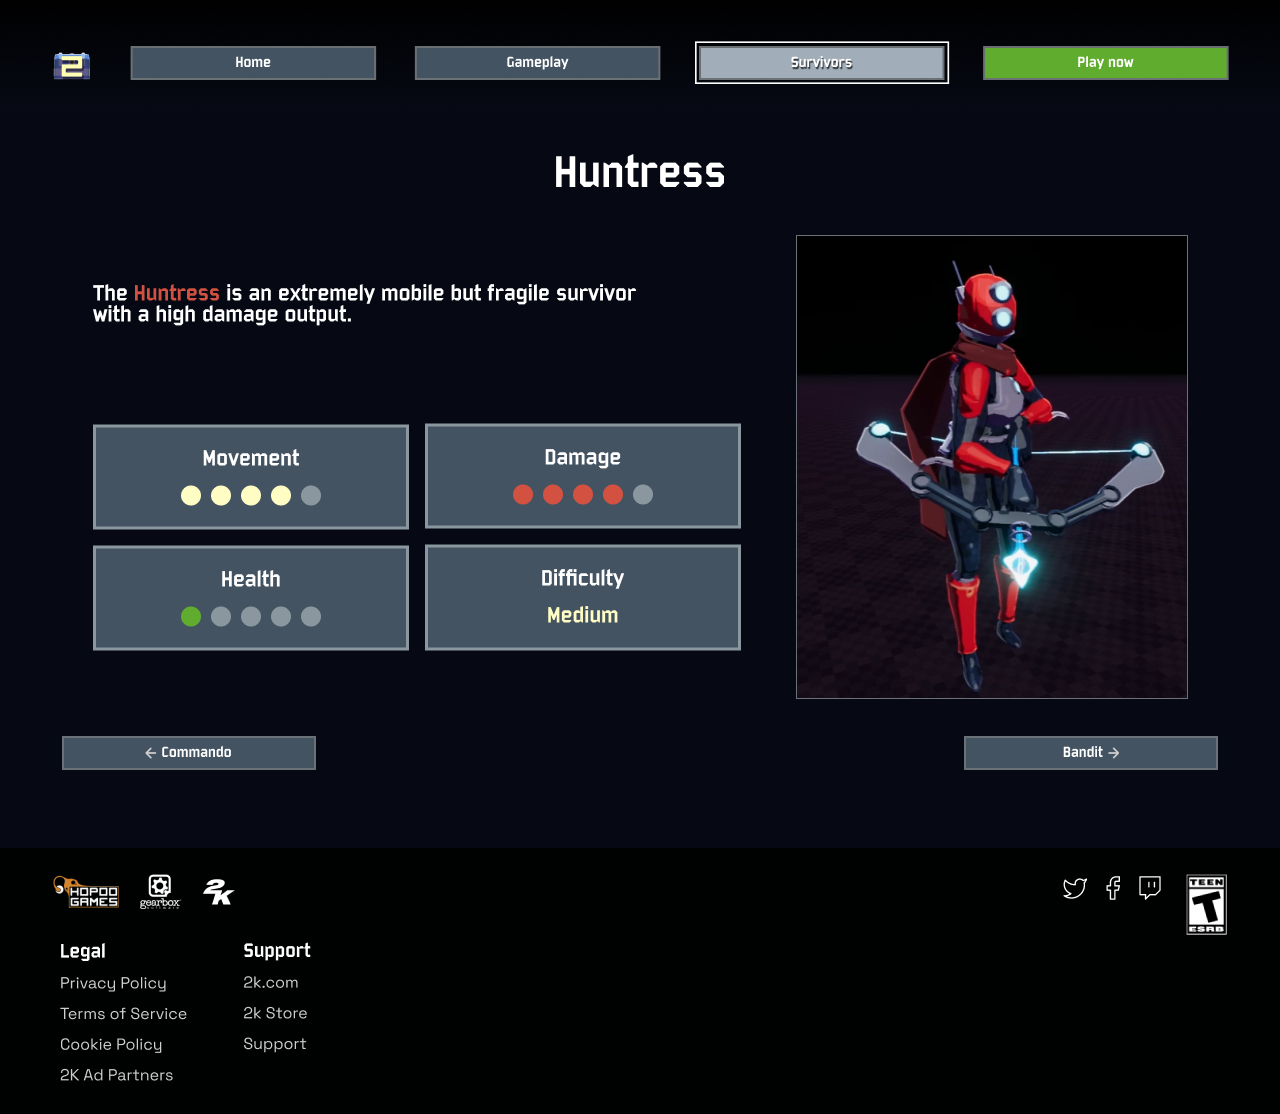 2
Home
Gameplay
Survivors
Play now
Huntress
The Huntress is an extremely mobile but fragile survivor
with a high damage output.
Movement
Damage
Health
Difficulty
Medium
← Commando
Bandit →
HOPOO
GAMES
gearbox
software
2K
TEEN
T
ESRB
Legal
Privacy Policy
Terms of Service
Cookie Policy
2K Ad Partners
Support
2k.com
2k Store
Support